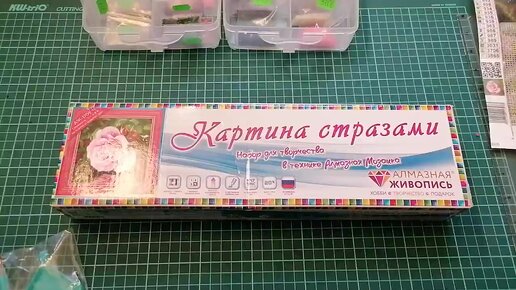 KW-triO CUTTING
Картина стразами
Набор для творчества
в технике Алмазная Мозаика
АЛМАЗНАЯ
ЖИВОПИСЬ
ХОББИ • ТВОРЧЕСТВО • ПОДАРОК